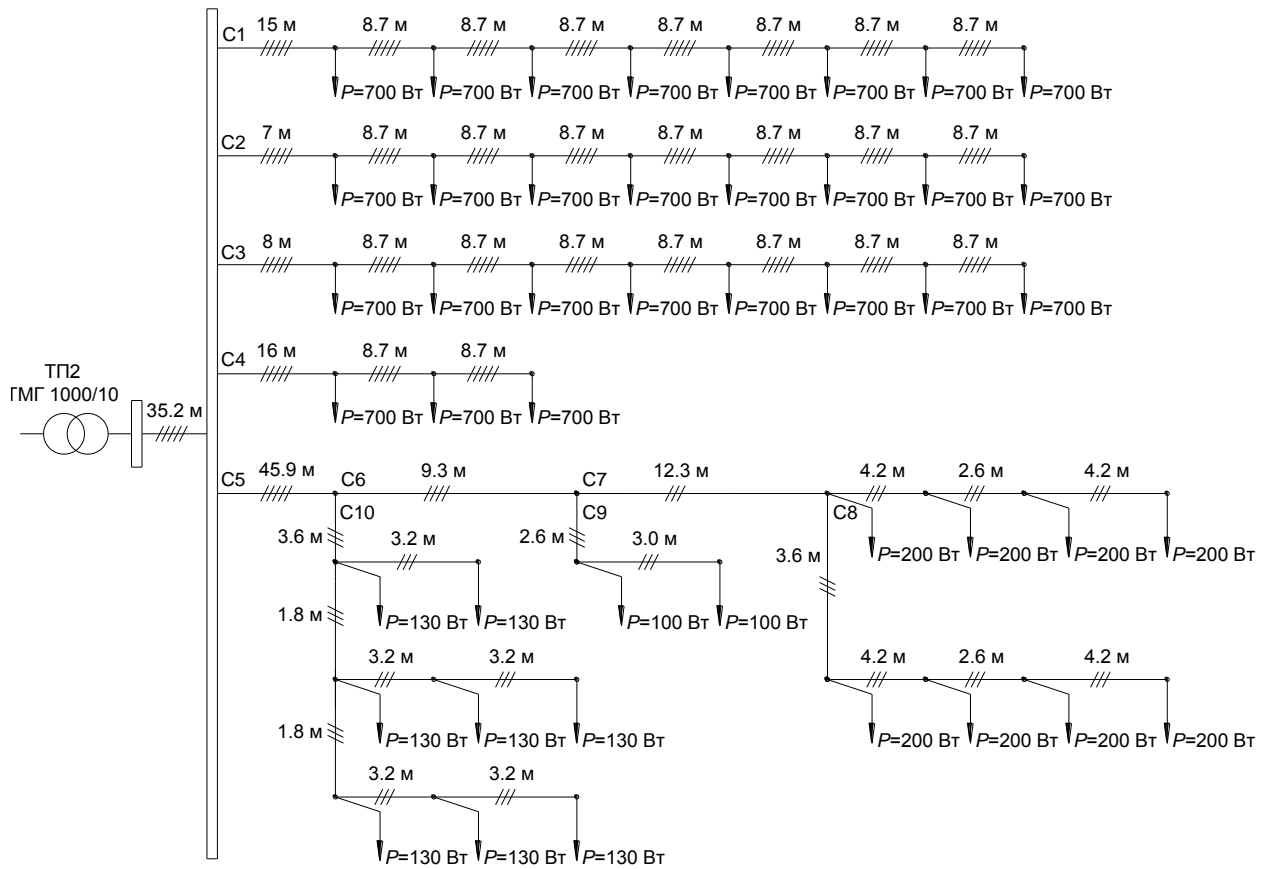 C1 15 м 8.7 м 8.7 м 8.7 м 8.7 м 8.7 м 8.7 м 8.7 м
P=700 Вт P=700 Вт P=700 Вт P=700 Вт P=700 Вт P=700 Вт P=700 Вт P=700 Вт
C2 7 м 8.7 м 8.7 м 8.7 м 8.7 м 8.7 м 8.7 м 8.7 м
P=700 Вт P=700 Вт P=700 Вт P=700 Вт P=700 Вт P=700 Вт P=700 Вт P=700 Вт
C3 8 м 8.7 м 8.7 м 8.7 м 8.7 м 8.7 м 8.7 м 8.7 м
P=700 Вт P=700 Вт P=700 Вт P=700 Вт P=700 Вт P=700 Вт P=700 Вт P=700 Вт
C4 16 м 8.7 м 8.7 м
P=700 Вт P=700 Вт P=700 Вт
ТП2
ТМГ 1000/10
35.2 м
C5 45.9 м C6 9.3 м C7 12.3 м 4.2 м 2.6 м 4.2 м
C10 C9 C8
3.6 м 3.2 м 2.6 м 3.0 м 3.6 м
P=200 Вт P=200 Вт P=200 Вт P=200 Вт
1.8 м P=130 Вт P=130 Вт P=100 Вт P=100 Вт
3.2 м 3.2 м 4.2 м 2.6 м 4.2 м
1.8 м P=130 Вт P=130 Вт P=130 Вт P=200 Вт P=200 Вт P=200 Вт P=200 Вт
3.2 м 3.2 м
P=130 Вт P=130 Вт P=130 Вт